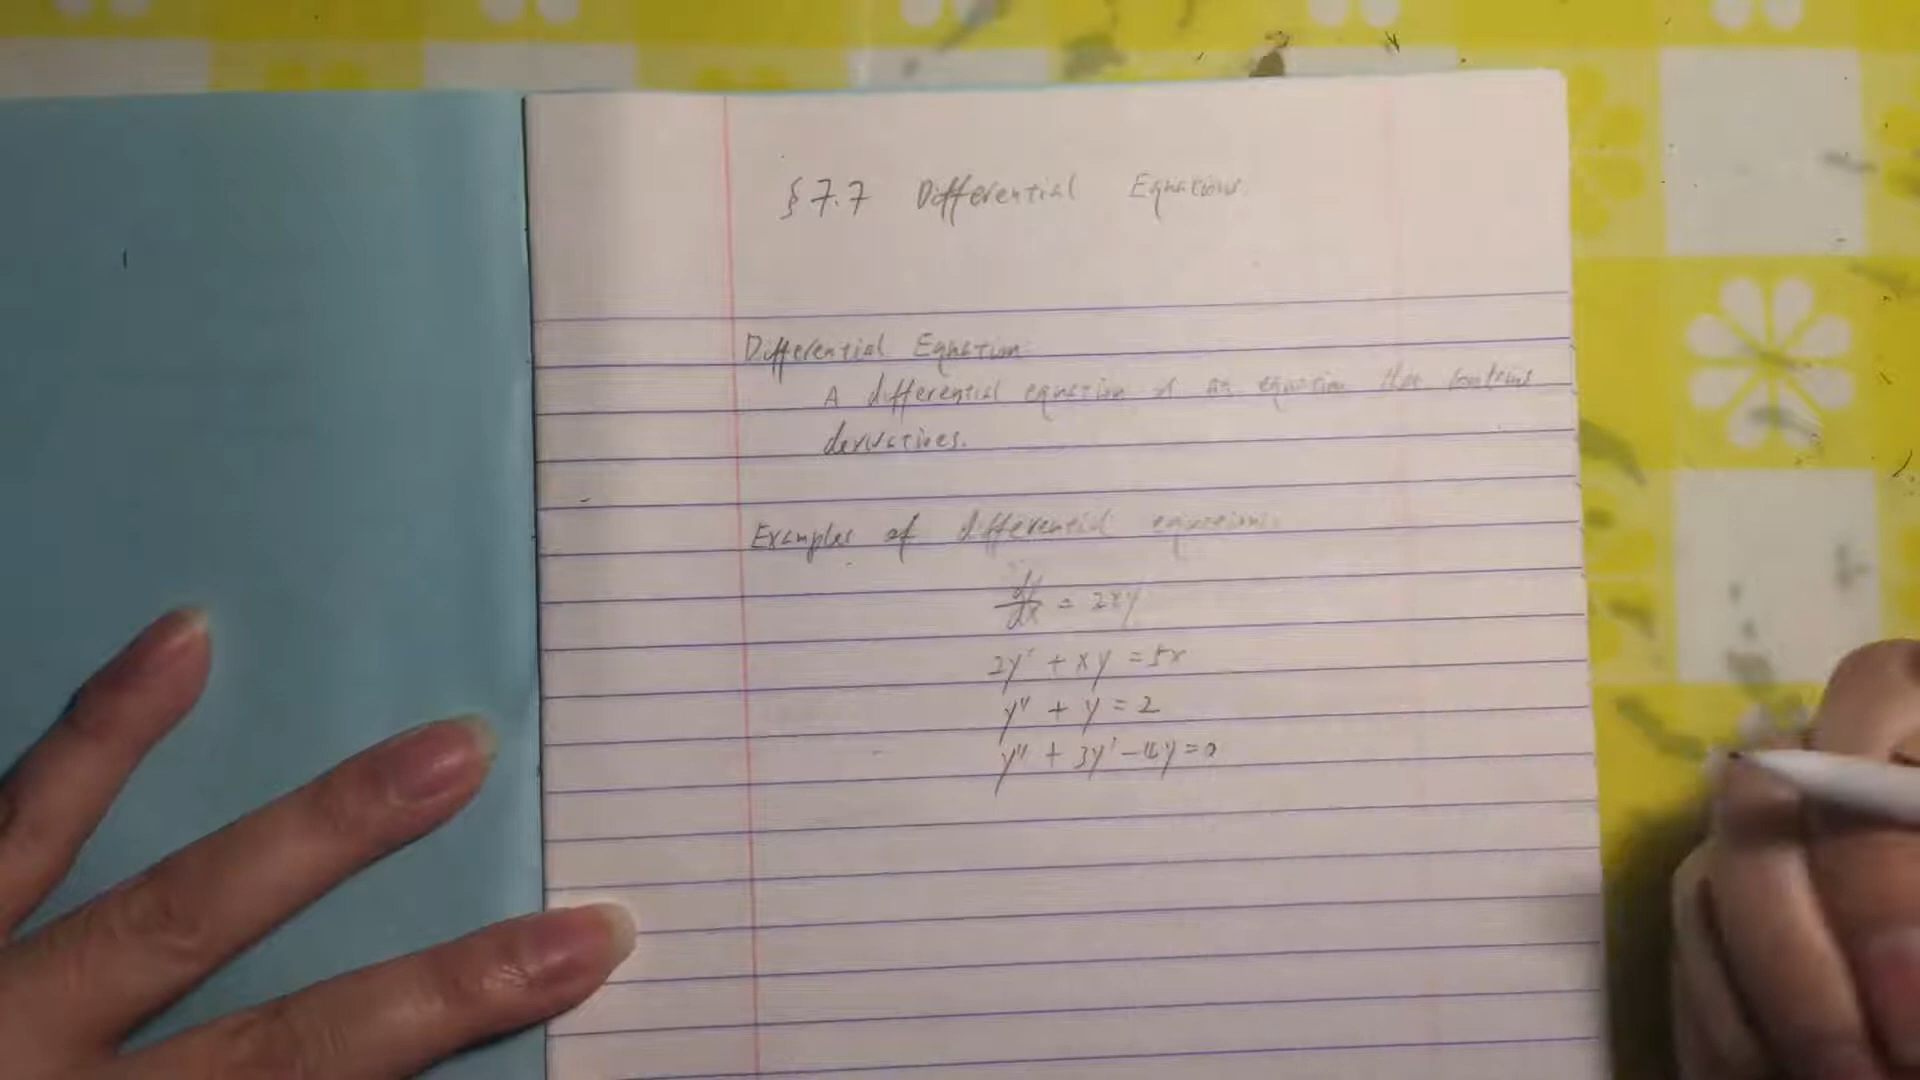 § 7.7 Differential Equations.
Differential Equation:
A differential equation is an equation that contains
derivatives.
Examples of differential equations:
dy/dx = 2xy
2y' + xy = 5x
y'' + y = 2
y'' + 3y' - y = 0